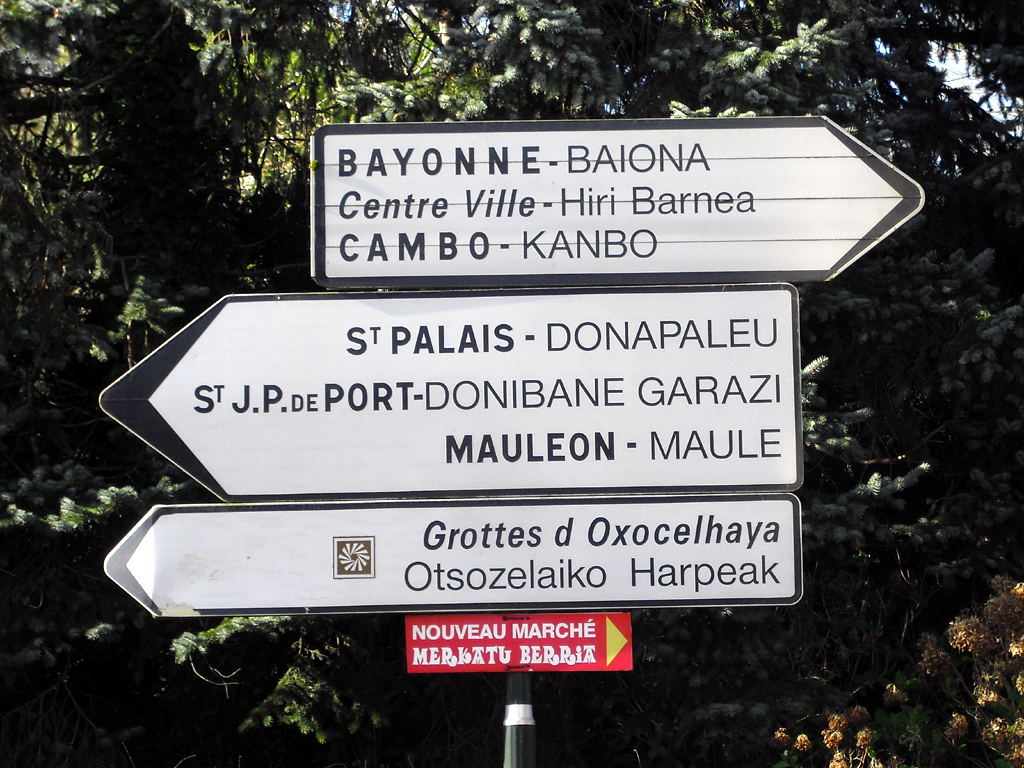 BAYONNE - BAIONA
Centre Ville - Hiri Barnea
CAMBO - KANBO
ST PALAIS - DONAPALEU
ST J.P. DE PORT - DONIBANE GARAZI
MAULEON - MAULE
Grottes d Oxocelhaya
Otsozelaiko Harpeak
NOUVEAU MARCHÉ
MERKATU BERRIA